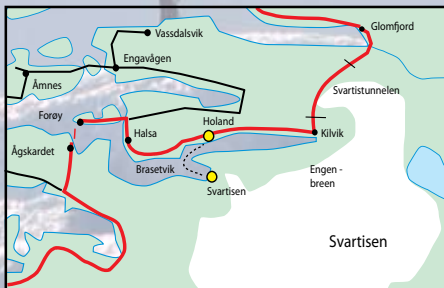 Glomfjord
Vassdalsvik
Engavågen
Åmnes
Svartistunnelen
Forøy
Holand
Halsa
Kilvik
Ågskardet
Brasetvik
Engen -
breen
Svartisen
Svartisen